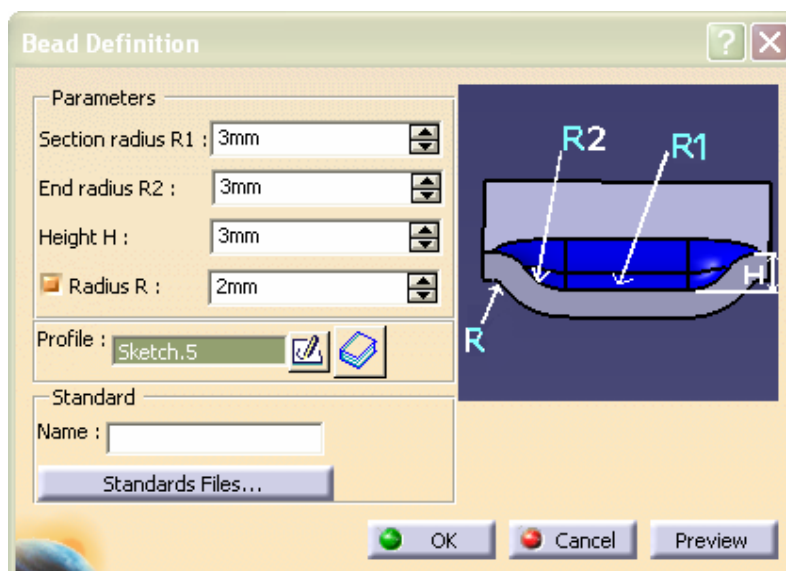 Bead Definition
?
X
Parameters
Section radius R1 : 3mm
End radius R2 : 3mm
Height H : 3mm
Radius R : 2mm
Profile : Sketch.5
Standard
Name :
Standards Files...
R2
R1
H
R
OK
Cancel
Preview